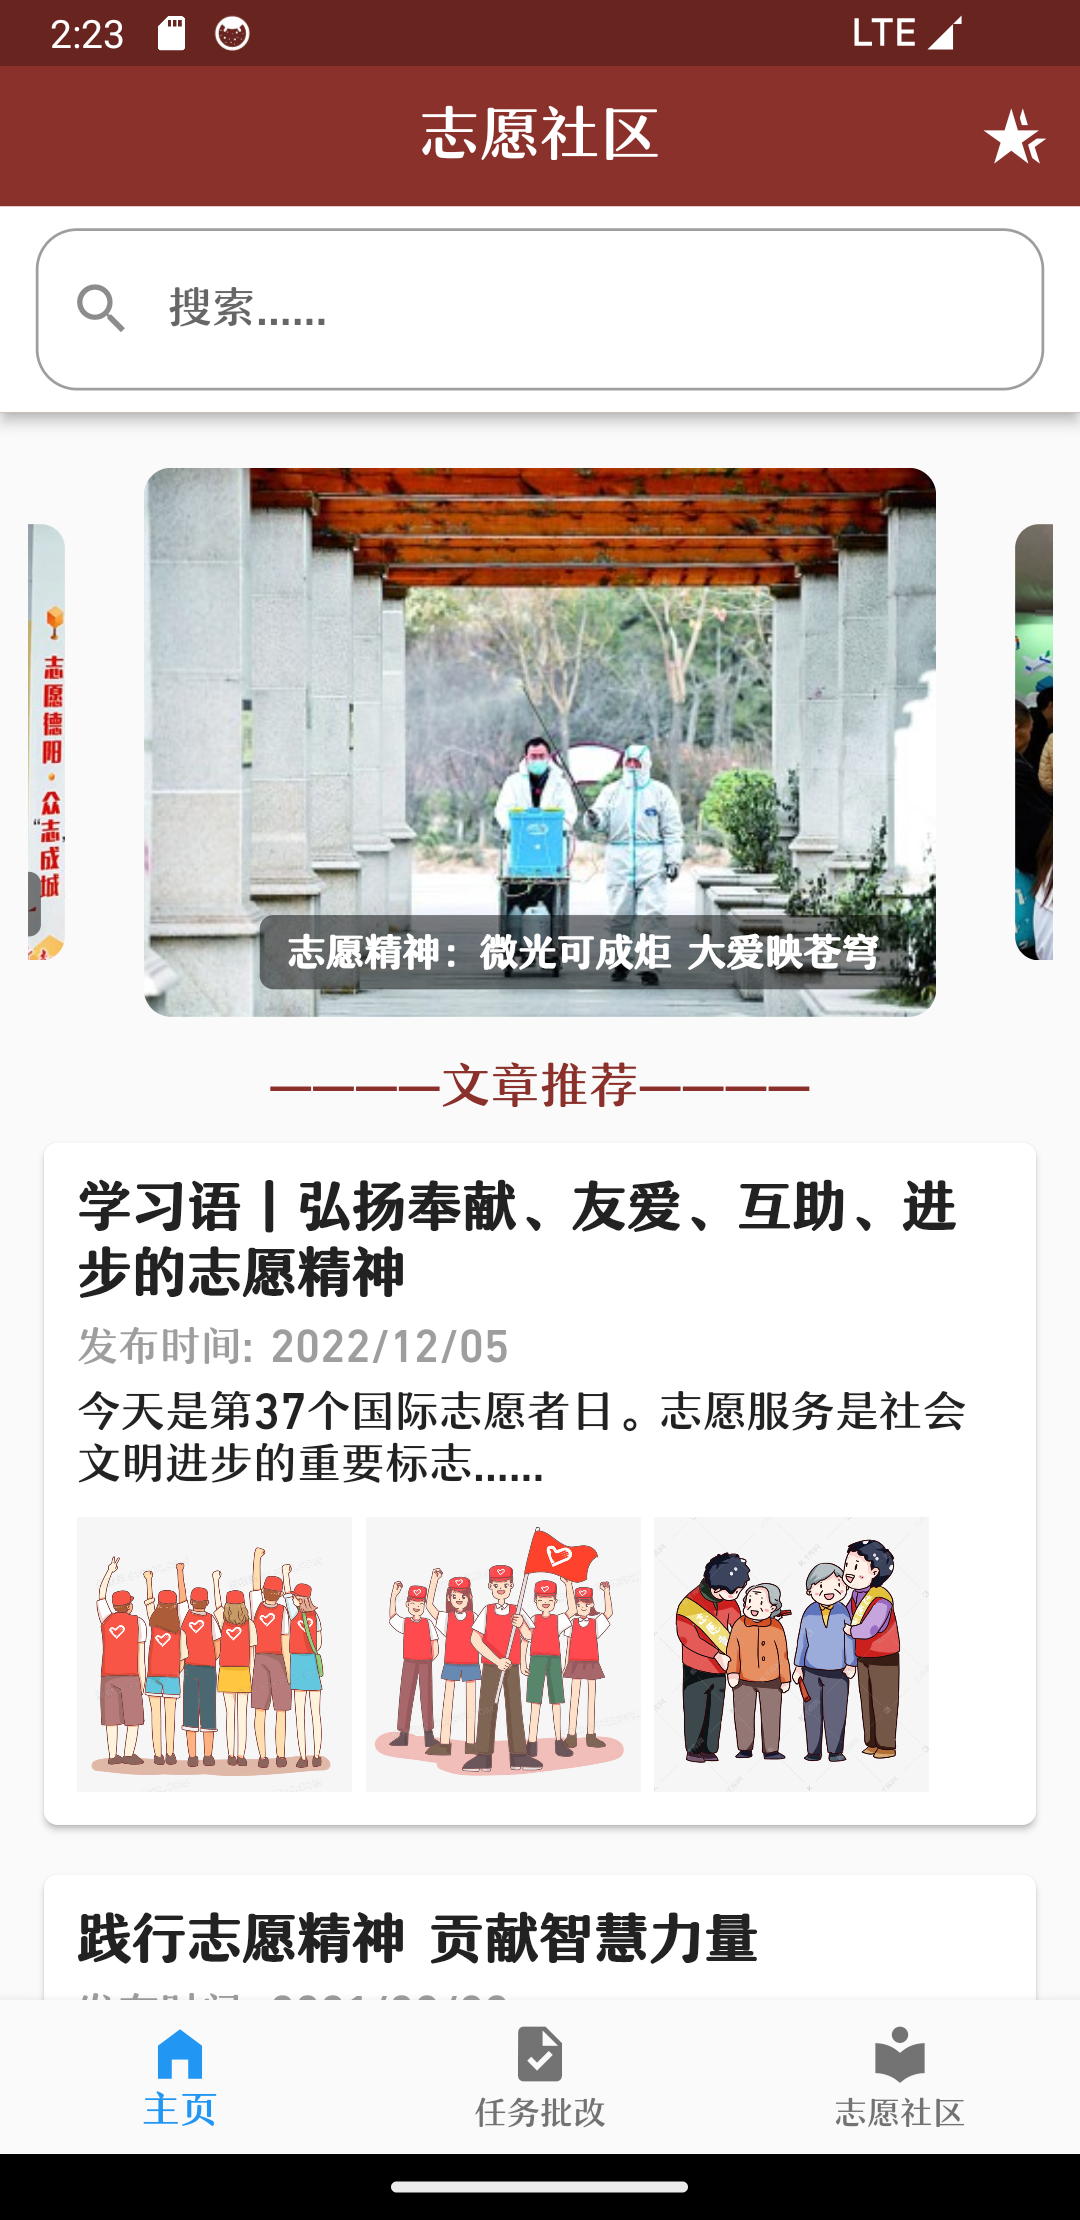 2:23
LTE
志愿社区
搜索......
志愿德阳·众志成城
志愿精神：微光可成炬 大爱映苍穹
————文章推荐————
学习语丨弘扬奉献、友爱、互助、进
步的志愿精神
发布时间: 2022/12/05
今天是第37个国际志愿者日。志愿服务是社会
文明进步的重要标志......
践行志愿精神 贡献智慧力量
主页
任务批改
志愿社区